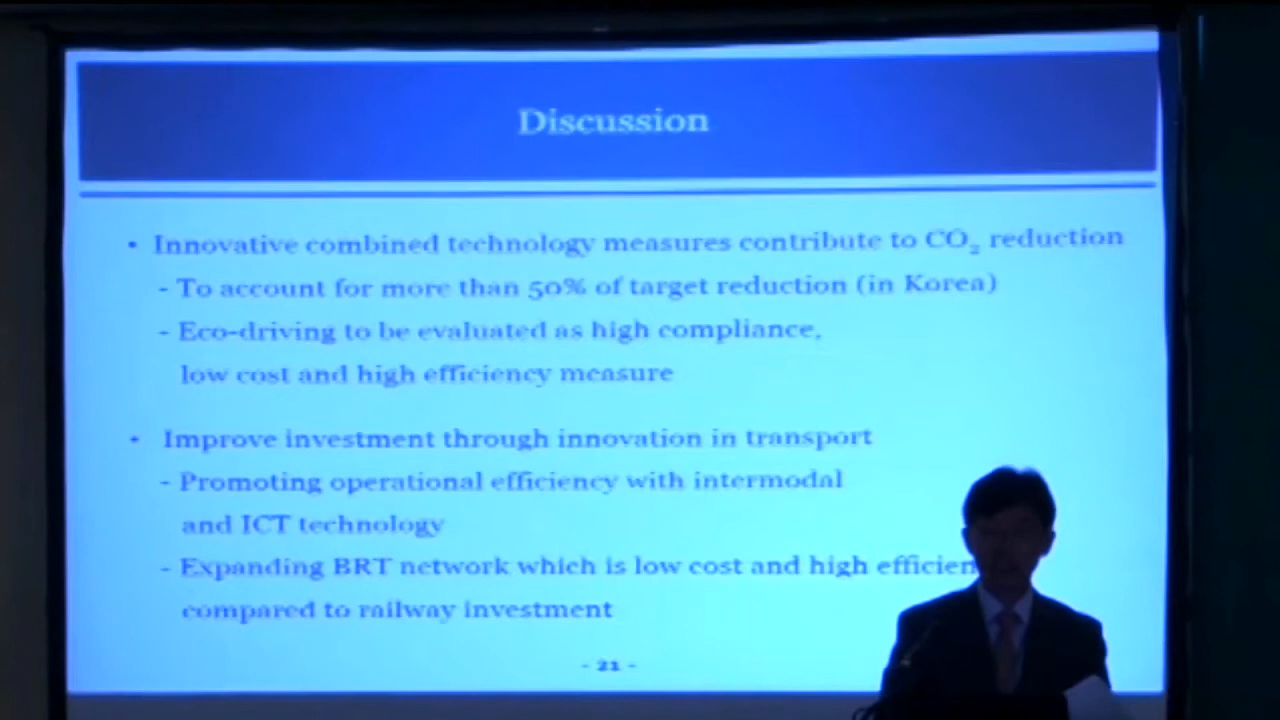 Discussion
• Innovative combined technology measures contribute to CO₂ reduction
- To account for more than 50% of target reduction (in Korea)
- Eco-driving to be evaluated as high compliance,
low cost and high efficiency measure
• Improve investment through innovation in transport
- Promoting operational efficiency with intermodal
and ICT technology
- Expanding BRT network which is low cost and high efficien
compared to railway investment
- 21 -